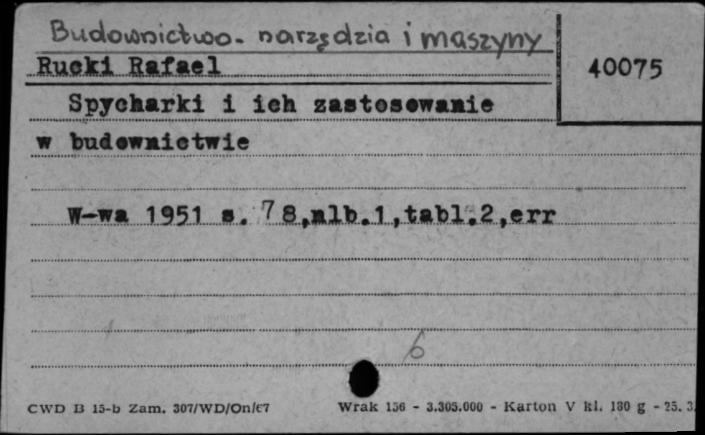 Budownictwo - narzędzia i maszyny
Rucki Rafael
40075
Spycharki i ich zastosowanie
w budownictwie
W-wa 1951 s. 78,nlb.1,tabl.2,err
6
CWD B 15-b Zam. 307/WD/On/67 Wrak 156 - 3.305.000 - Karton V kl. 180 g - 25. 3